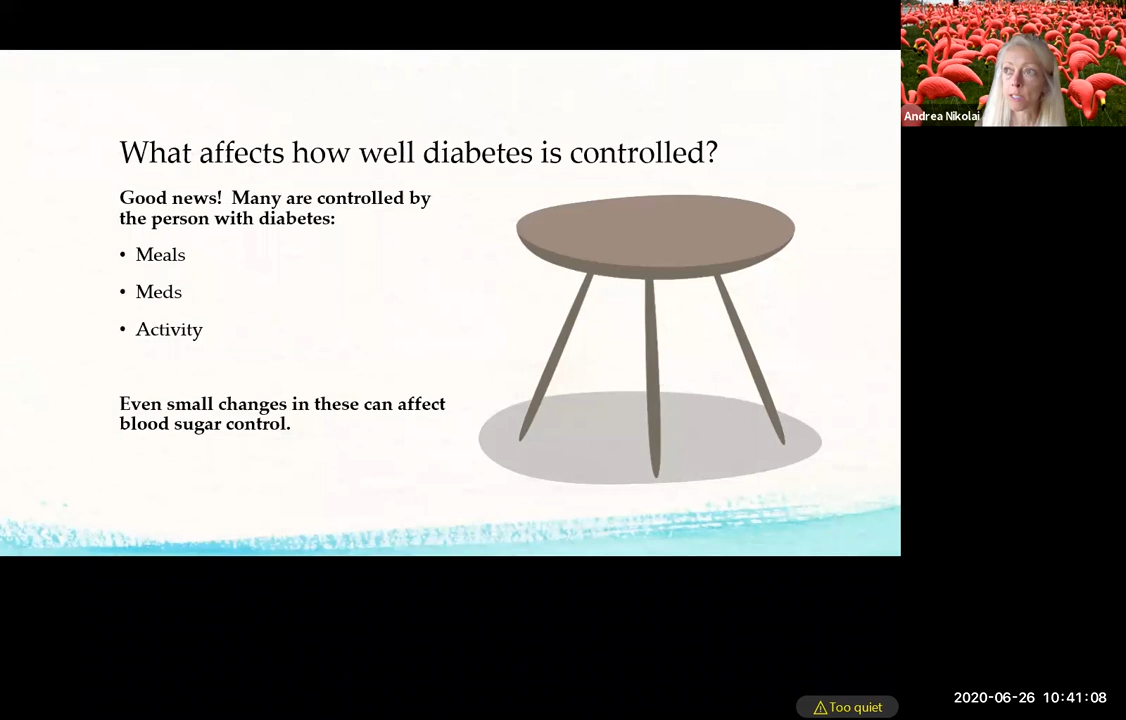 Andrea Nikolai
What affects how well diabetes is controlled?
Good news!  Many are controlled by
the person with diabetes:
• Meals
• Meds
• Activity
Even small changes in these can affect
blood sugar control.
Too quiet
2020-06-26 10:41:08